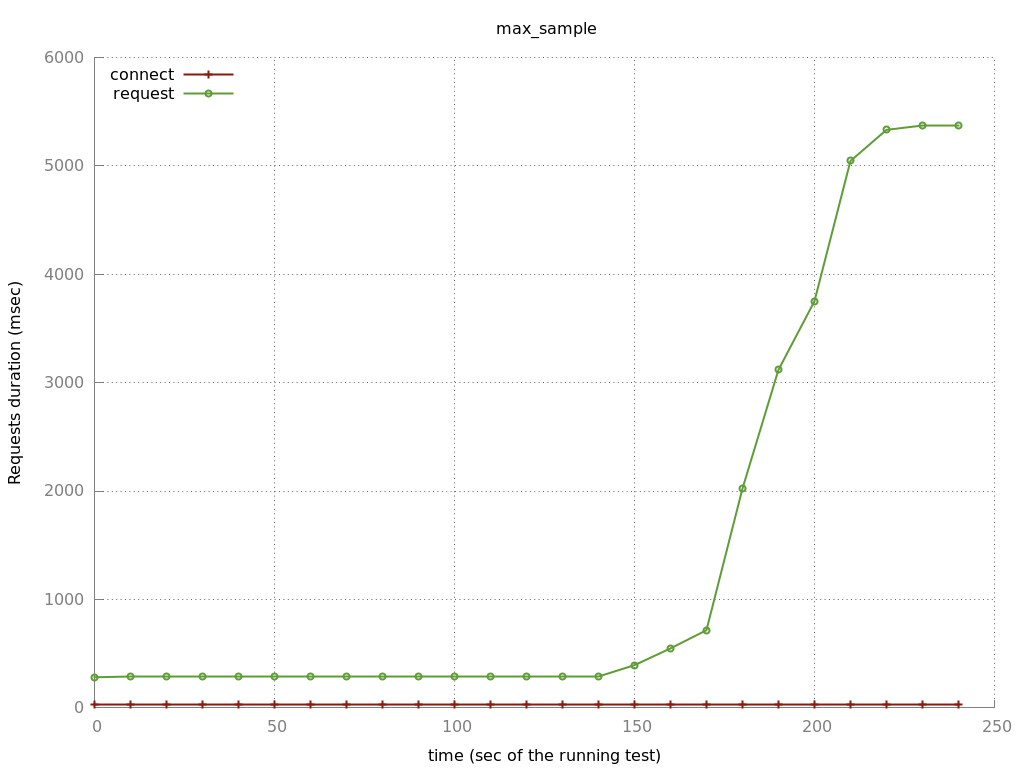 max_sample
6000
connect
request
5000
4000
3000
2000
1000
0
Requests duration (msec)
0 50 100 150 200 250
time (sec of the running test)